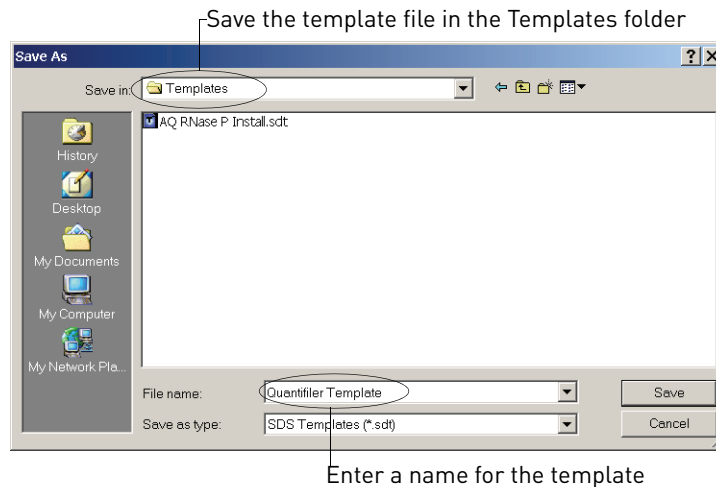 Save the template file in the Templates folder
Save As
Save in:
Templates
AQ RNase P Install.sdt
History
Desktop
My Documents
My Computer
My Network Pla...
File name:
Quantifiler Template
Save
Save as type:
SDS Templates (*.sdt)
Cancel
Enter a name for the template